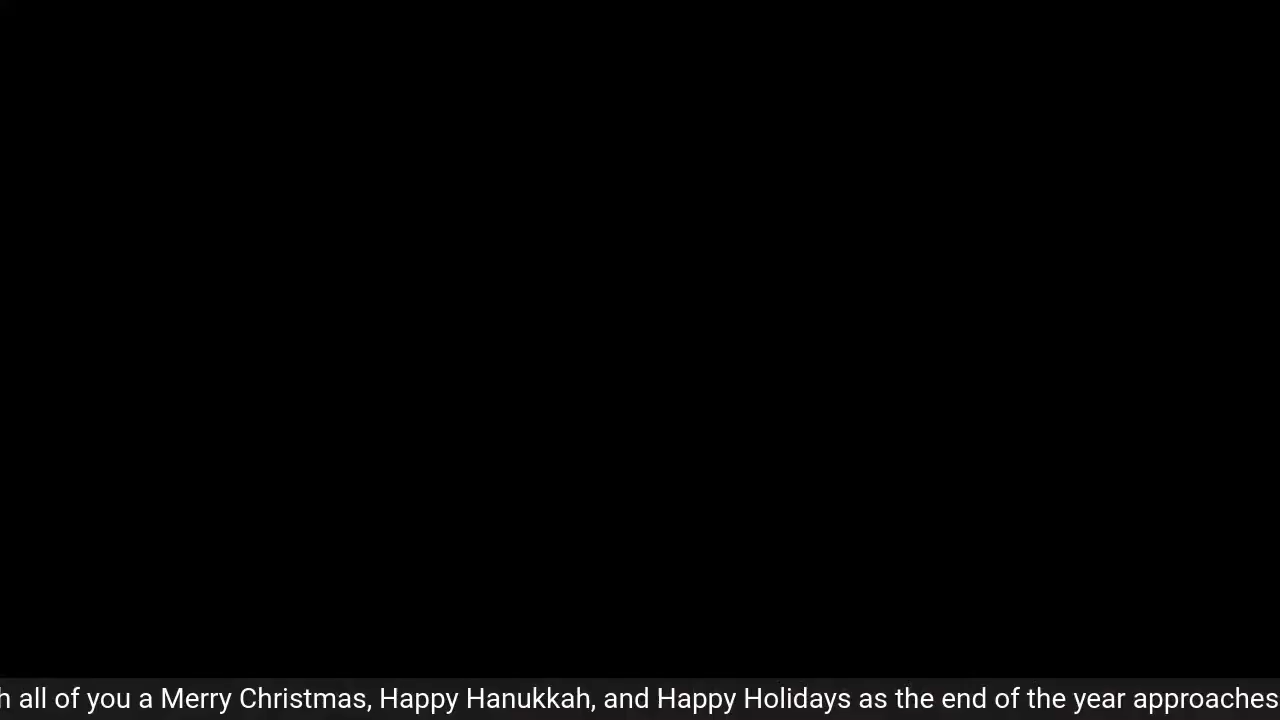 h all of you a Merry Christmas, Happy Hanukkah, and Happy Holidays as the end of the year approaches